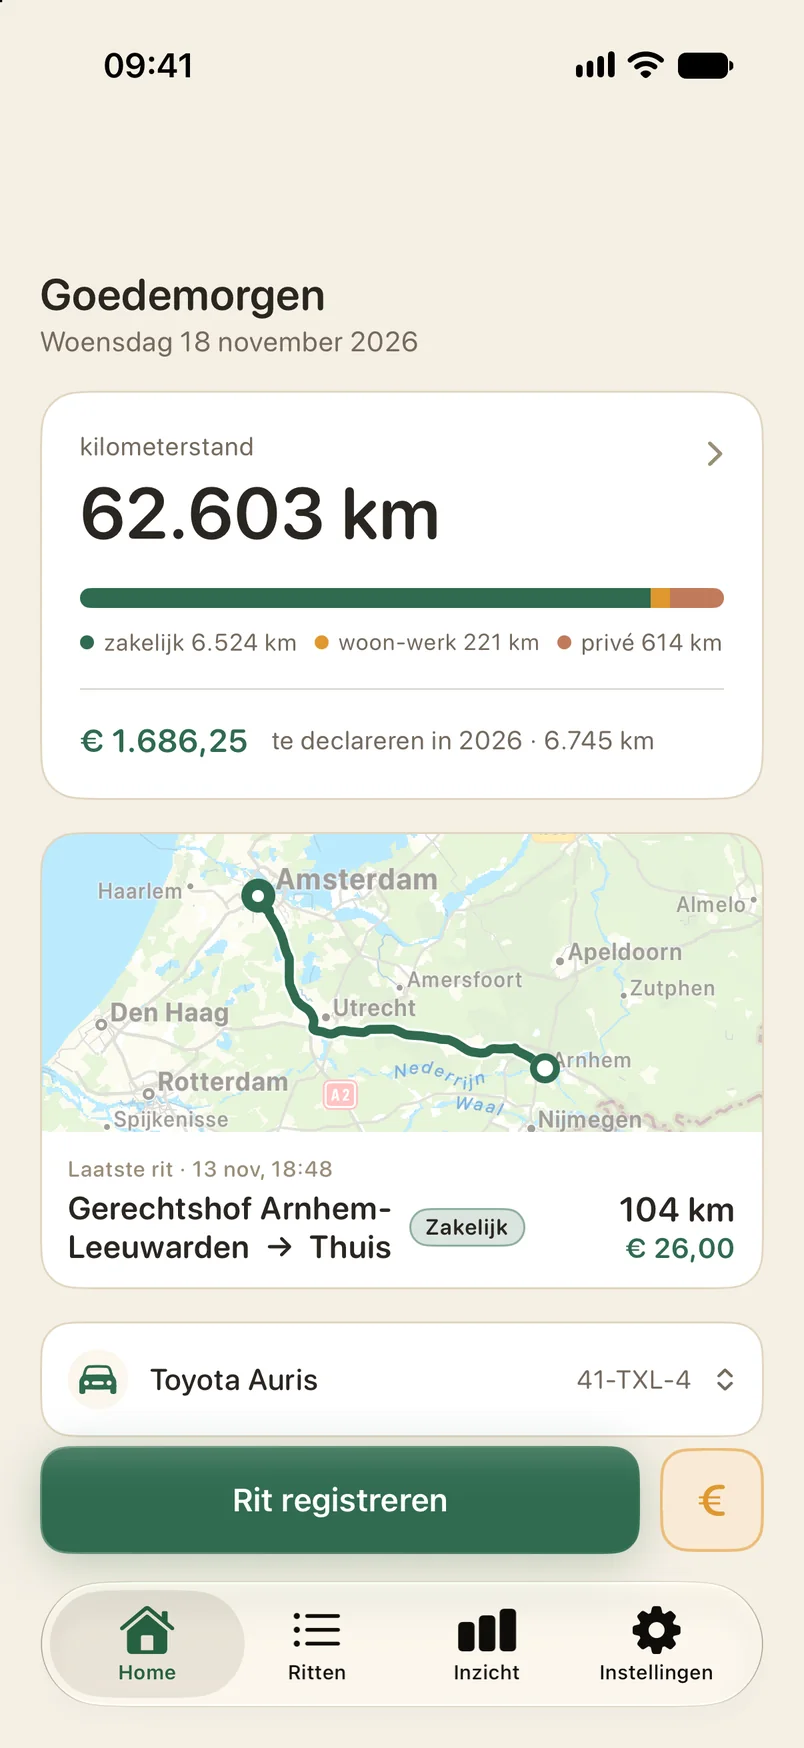 09:41
Goedemorgen
Woensdag 18 november 2026
kilometerstand
62.603 km
zakelijk 6.524 km
woon-werk 221 km
privé 614 km
€ 1.686,25
te declareren in 2026 · 6.745 km
Haarlem
Amsterdam
Almelo
Apeldoorn
Amersfoort
Zutphen
Utrecht
Den Haag
Arnhem
Nederrijn
Rotterdam
A2
Waal
Spijkenisse
Nijmegen
Laatste rit · 13 nov, 18:48
Gerechtshof Arnhem-
Leeuwarden → Thuis
Zakelijk
104 km
€ 26,00
Toyota Auris
41-TXL-4
Rit registreren
€
Home
Ritten
Inzicht
Instellingen